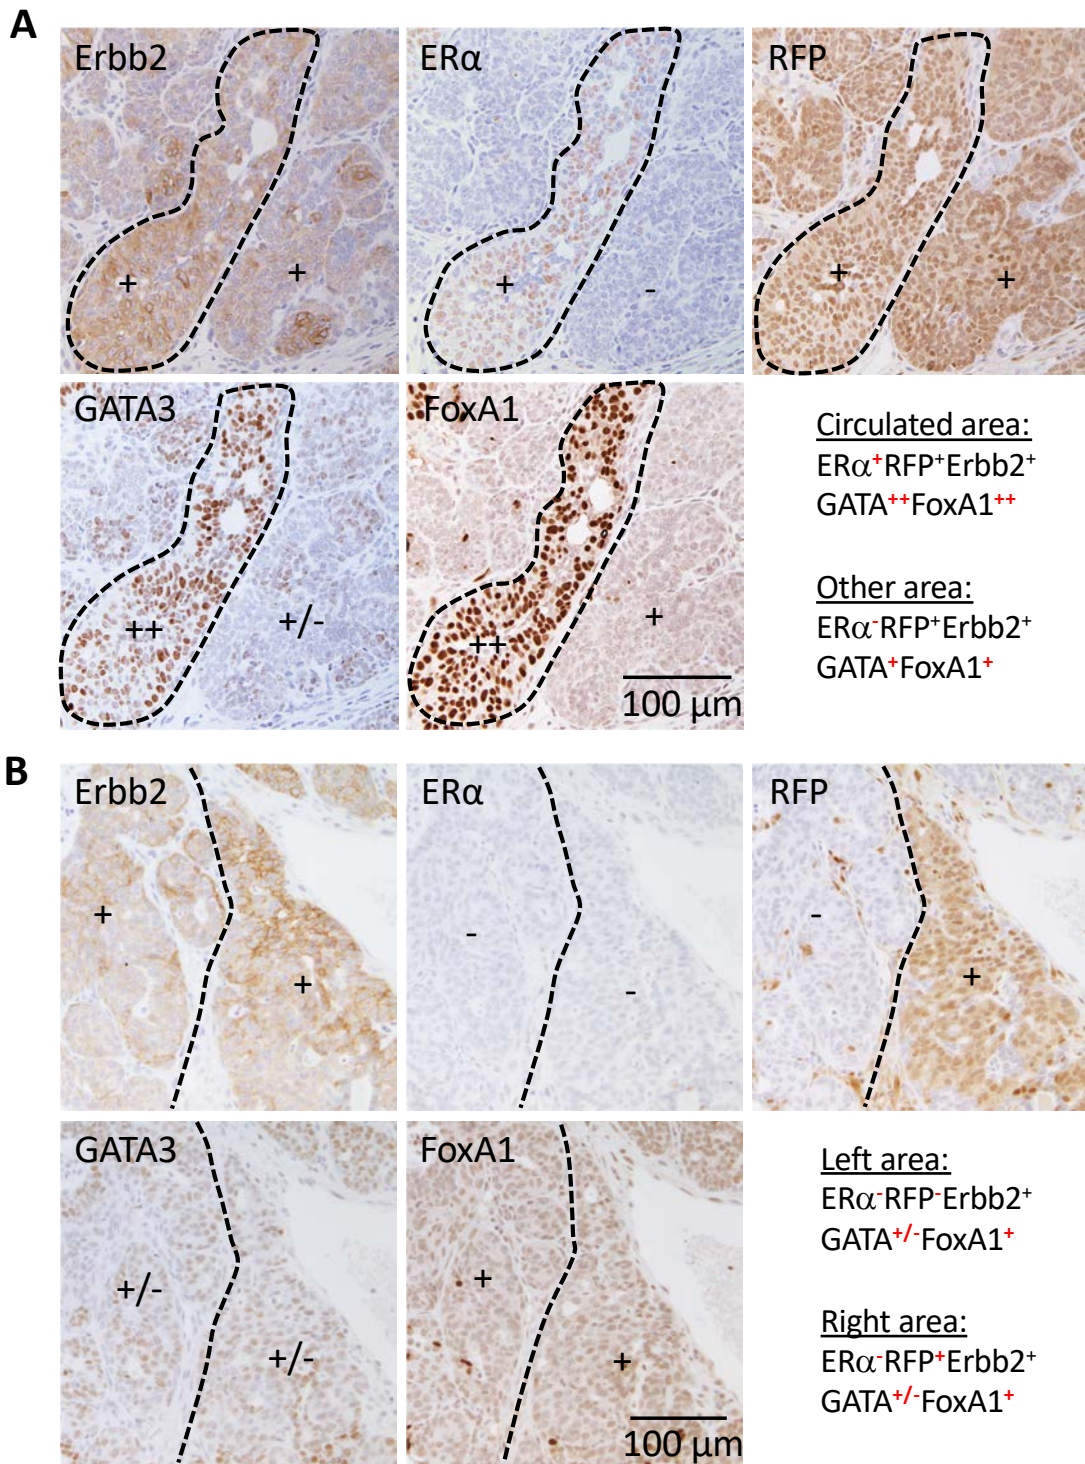 A
Erbb2
ERα
RFP
+
+
+
-
+
+
GATA3
FoxA1
++
+/-
++
+
100 μm
Circulated area:
ERα⁺RFP⁺Erbb2⁺
GATA⁺⁺FoxA1⁺⁺
Other area:
ERα⁻RFP⁺Erbb2⁺
GATA⁺FoxA1⁺
B
Erbb2
ERα
RFP
+
+
-
-
-
+
GATA3
FoxA1
+/-
+/-
+
+
100 μm
Left area:
ERα⁻RFP⁻Erbb2⁺
GATA⁺/⁻FoxA1⁺
Right area:
ERα⁻RFP⁺Erbb2⁺
GATA⁺/⁻FoxA1⁺